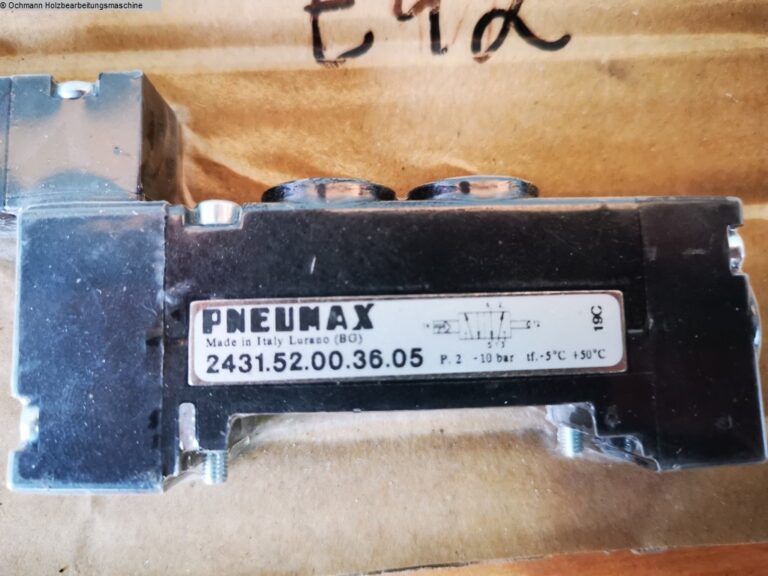 © Ochmann Holzbearbeitungsmaschine
PNEUMAX
Made in Italy Lurano (BG)
2431.52.00.36.05
P. 2 -10 bar tf.-5°C +50°C
19C